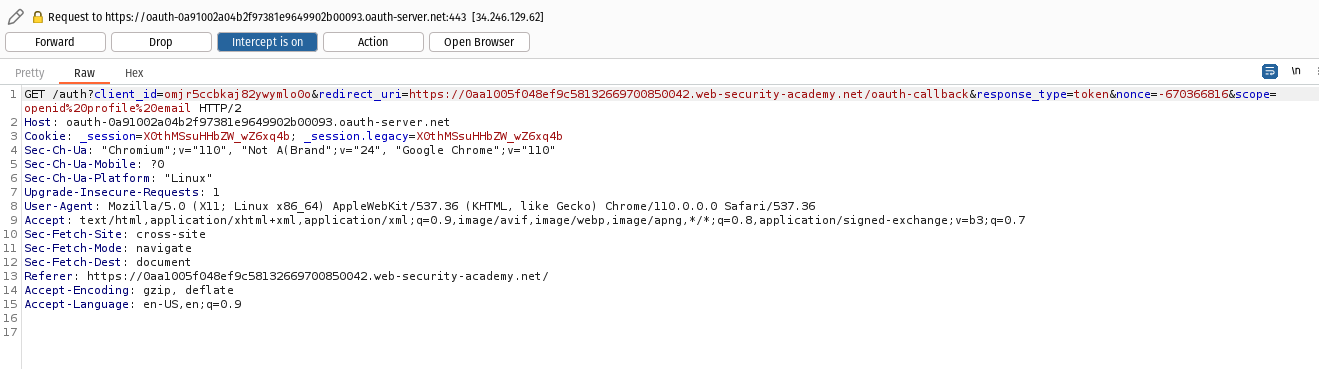 Request to https://oauth-0a91002a04b2f97381e9649902b00093.oauth-server.net:443 [34.246.129.62]
Forward Drop Intercept is on Action Open Browser
Pretty Raw Hex \n
1 GET /auth?client_id=omjr5ccbkaj82ywymlo0o&redirect_uri=https://0aa1005f048ef9c58132669700850042.web-security-academy.net/oauth-callback&response_type=token&nonce=-670366816&scope=
openid%20profile%20email HTTP/2
2 Host: oauth-0a91002a04b2f97381e9649902b00093.oauth-server.net
3 Cookie: _session=XOthMSsuHHbZW_wZ6xq4b; _session.legacy=XOthMSsuHHbZW_wZ6xq4b
4 Sec-Ch-Ua: "Chromium";v="110", "Not A(Brand";v="24", "Google Chrome";v="110"
5 Sec-Ch-Ua-Mobile: ?0
6 Sec-Ch-Ua-Platform: "Linux"
7 Upgrade-Insecure-Requests: 1
8 User-Agent: Mozilla/5.0 (X11; Linux x86_64) AppleWebKit/537.36 (KHTML, like Gecko) Chrome/110.0.0.0 Safari/537.36
9 Accept: text/html,application/xhtml+xml,application/xml;q=0.9,image/avif,image/webp,image/apng,*/*;q=0.8,application/signed-exchange;v=b3;q=0.7
10 Sec-Fetch-Site: cross-site
11 Sec-Fetch-Mode: navigate
12 Sec-Fetch-Dest: document
13 Referer: https://0aa1005f048ef9c58132669700850042.web-security-academy.net/
14 Accept-Encoding: gzip, deflate
15 Accept-Language: en-US,en;q=0.9
16
17